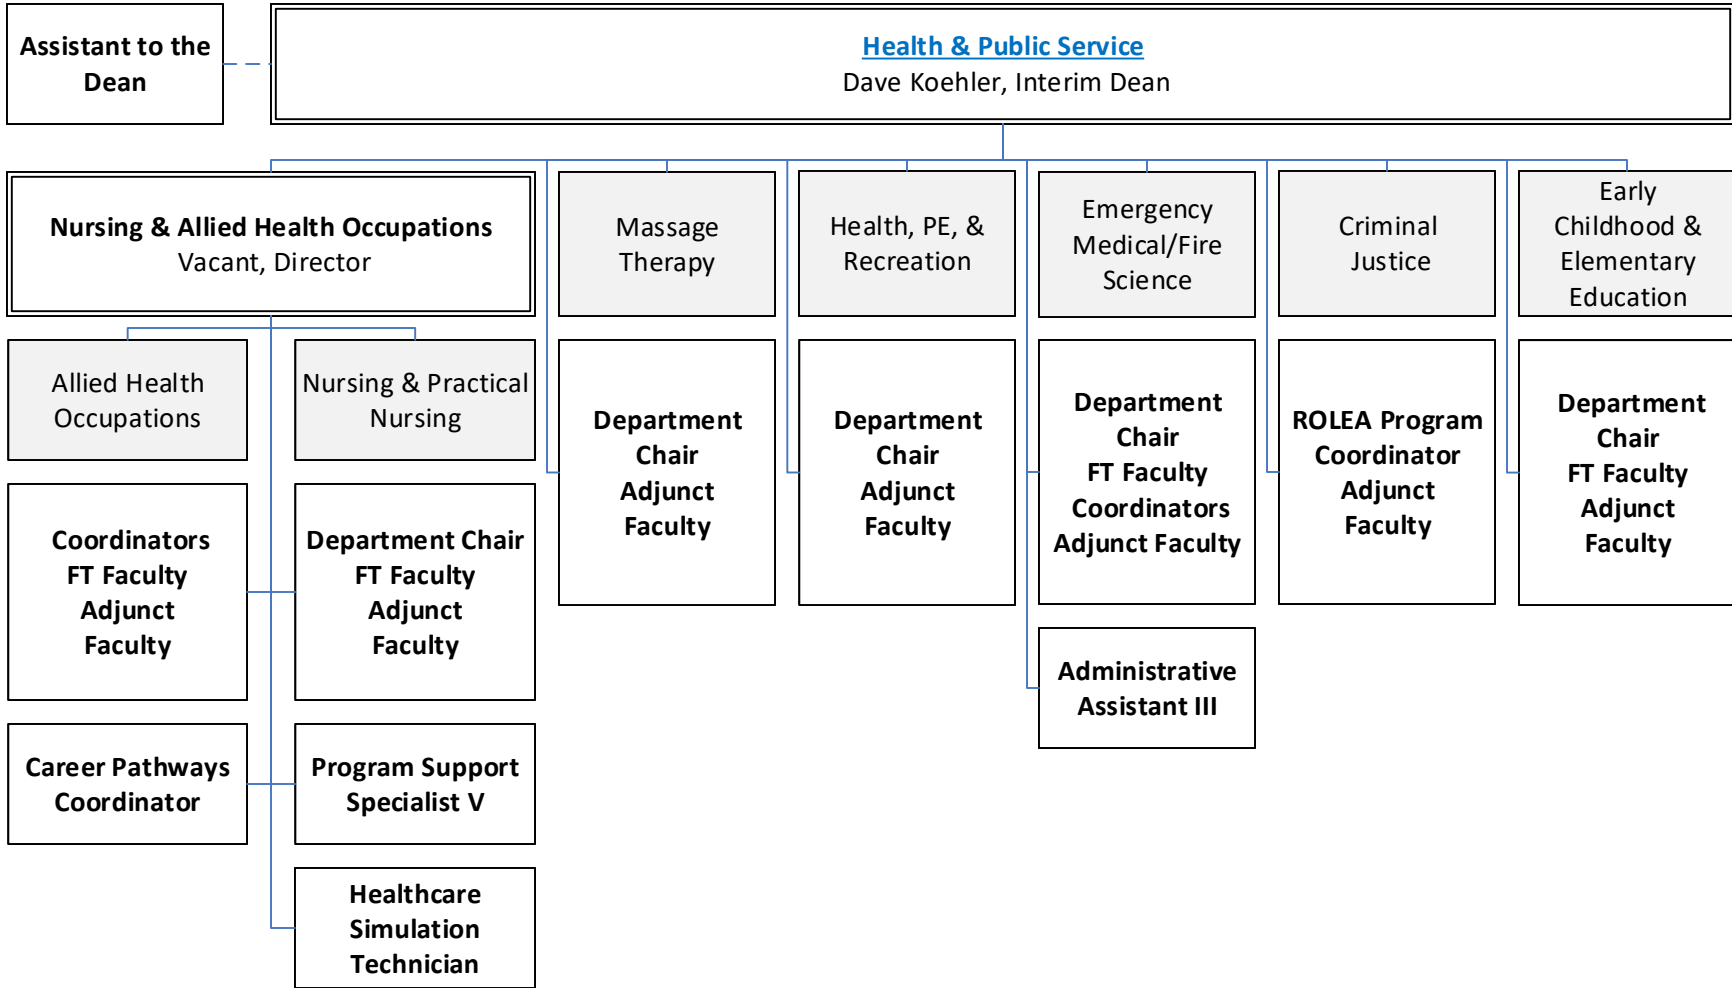 Assistant to the
Dean
Health & Public Service
Dave Koehler, Interim Dean
Nursing & Allied Health Occupations
Vacant, Director
Massage
Therapy
Health, PE, &
Recreation
Emergency
Medical/Fire
Science
Criminal
Justice
Early
Childhood &
Elementary
Education
Allied Health
Occupations
Nursing & Practical
Nursing
Department
Chair
Adjunct
Faculty
Department
Chair
Adjunct
Faculty
Department
Chair
FT Faculty
Coordinators
Adjunct Faculty
ROLEA Program
Coordinator
Adjunct
Faculty
Department
Chair
FT Faculty
Adjunct
Faculty
Coordinators
FT Faculty
Adjunct
Faculty
Department Chair
FT Faculty
Adjunct
Faculty
Administrative
Assistant III
Career Pathways
Coordinator
Program Support
Specialist V
Healthcare
Simulation
Technician